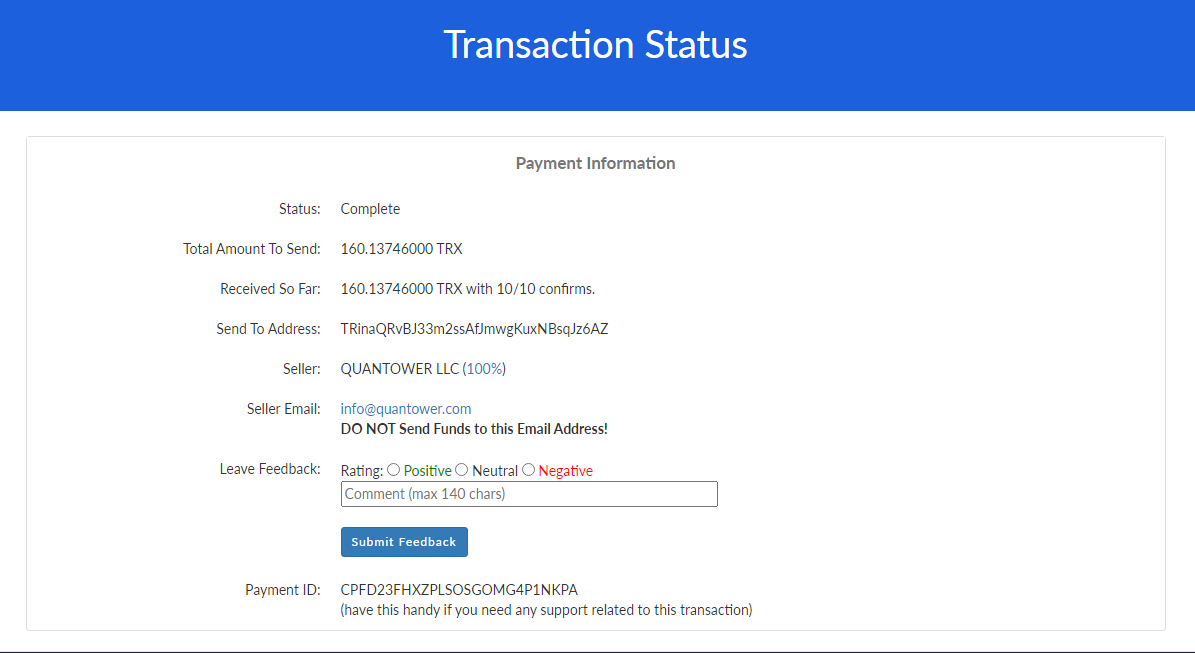 Transaction Status
Payment Information
Status: Complete
Total Amount To Send: 160.13746000 TRX
Received So Far: 160.13746000 TRX with 10/10 confirms.
Send To Address: TRinaQRvBJ33m2ssAfJmwgKuxNBsqJz6AZ
Seller: QUANTOWER LLC (100%)
Seller Email: info@quantower.com
DO NOT Send Funds to this Email Address!
Leave Feedback: Rating: Positive Neutral Negative
Comment (max 140 chars)
Submit Feedback
Payment ID: CPFD23FHXZPLSOSGOMG4P1NKPA
(have this handy if you need any support related to this transaction)